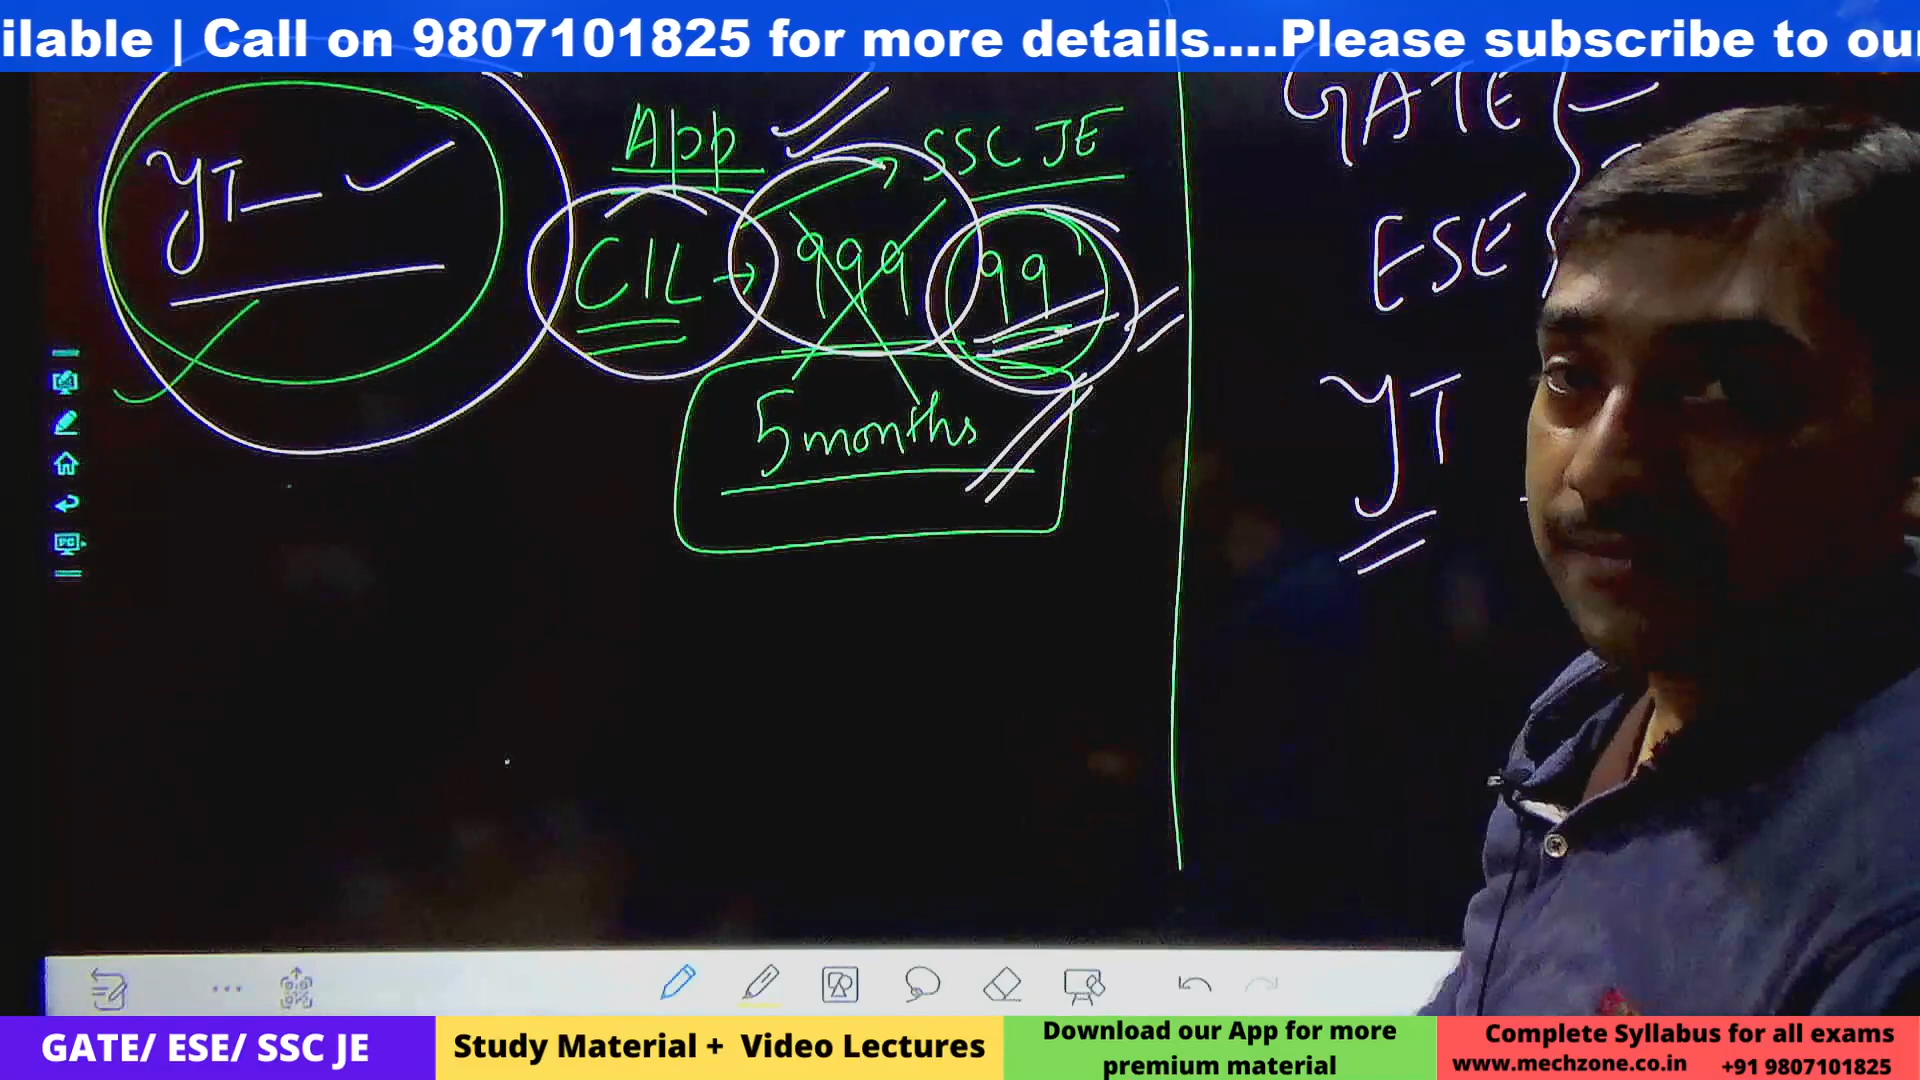 ilable | Call on 9807101825 for more details....Please subscribe to ou
YT
App
SSC JE
CIL → 999 99
5 months
GATE
ESE
YT
PC
GATE/ ESE/ SSC JE
Study Material + Video Lectures
Download our App for more
premium material
Complete Syllabus for all exams
www.mechzone.co.in +91 9807101825